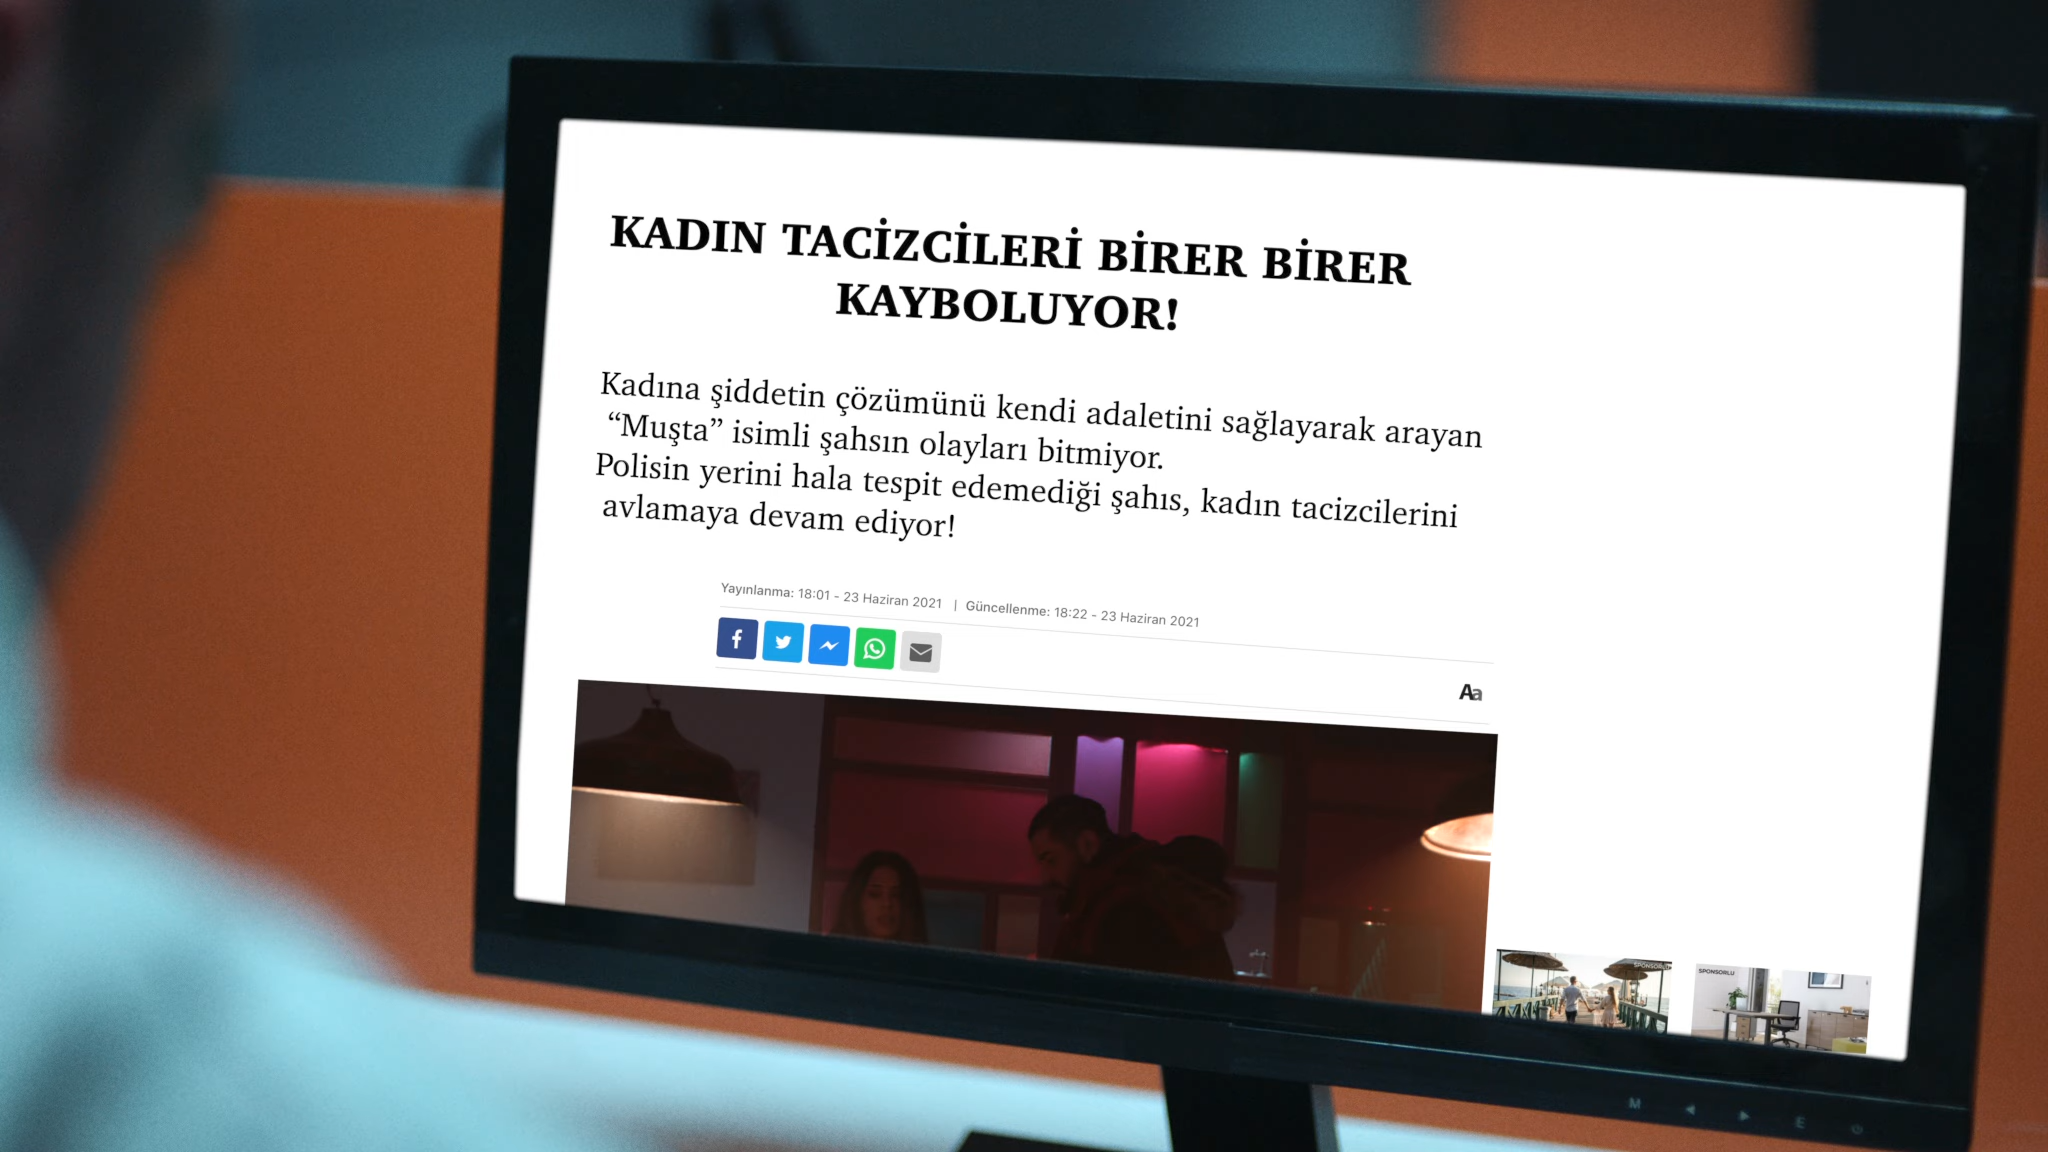 KADIN TACİZCİLERİ BİRER BİRER
KAYBOLUYOR!
Kadına şiddetin çözümünü kendi adaletini sağlayarak arayan
“Muşta” isimli şahsın olayları bitmiyor.
Polisin yerini hala tespit edemediği şahıs, kadın tacizcilerini
avlamaya devam ediyor!
Yayınlanma: 18:01 - 23 Haziran 2021 | Güncellenme: 18:22 - 23 Haziran 2021
Aa
SPONSORLU
SPONSORLU
M E